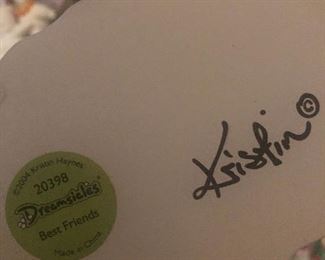 ©2004 Kristin Haynes
20398
Dreamsicles®
Best Friends
Made in China
Kristin ©